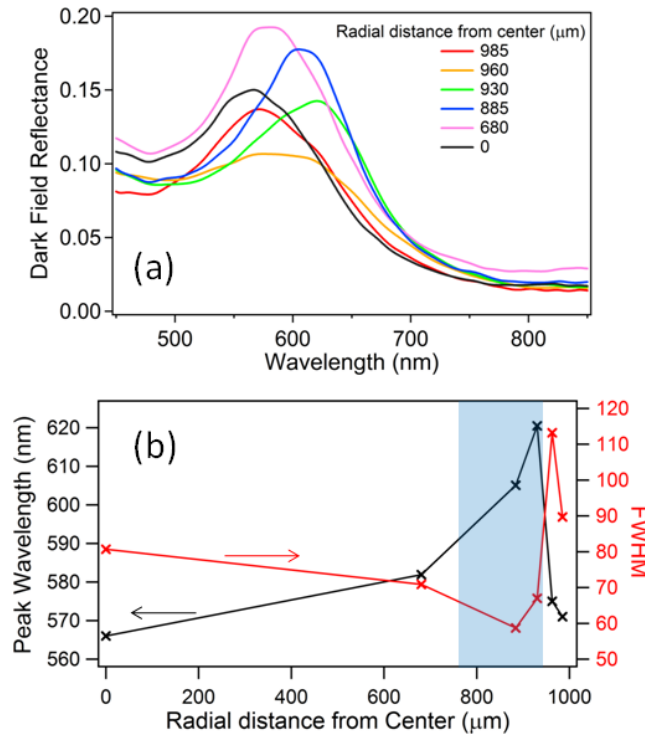 0.20
0.15
0.10
0.05
0.00
Dark Field Reflectance
Radial distance from center (μm)
985
960
930
885
680
0
(a)
500 600 700 800
Wavelength (nm)
(b)
620
610
600
590
580
570
560
Peak Wavelength (nm)
120
110
100
90
80
70
60
50
FWHM
0 200 400 600 800 1000
Radial distance from Center (μm)